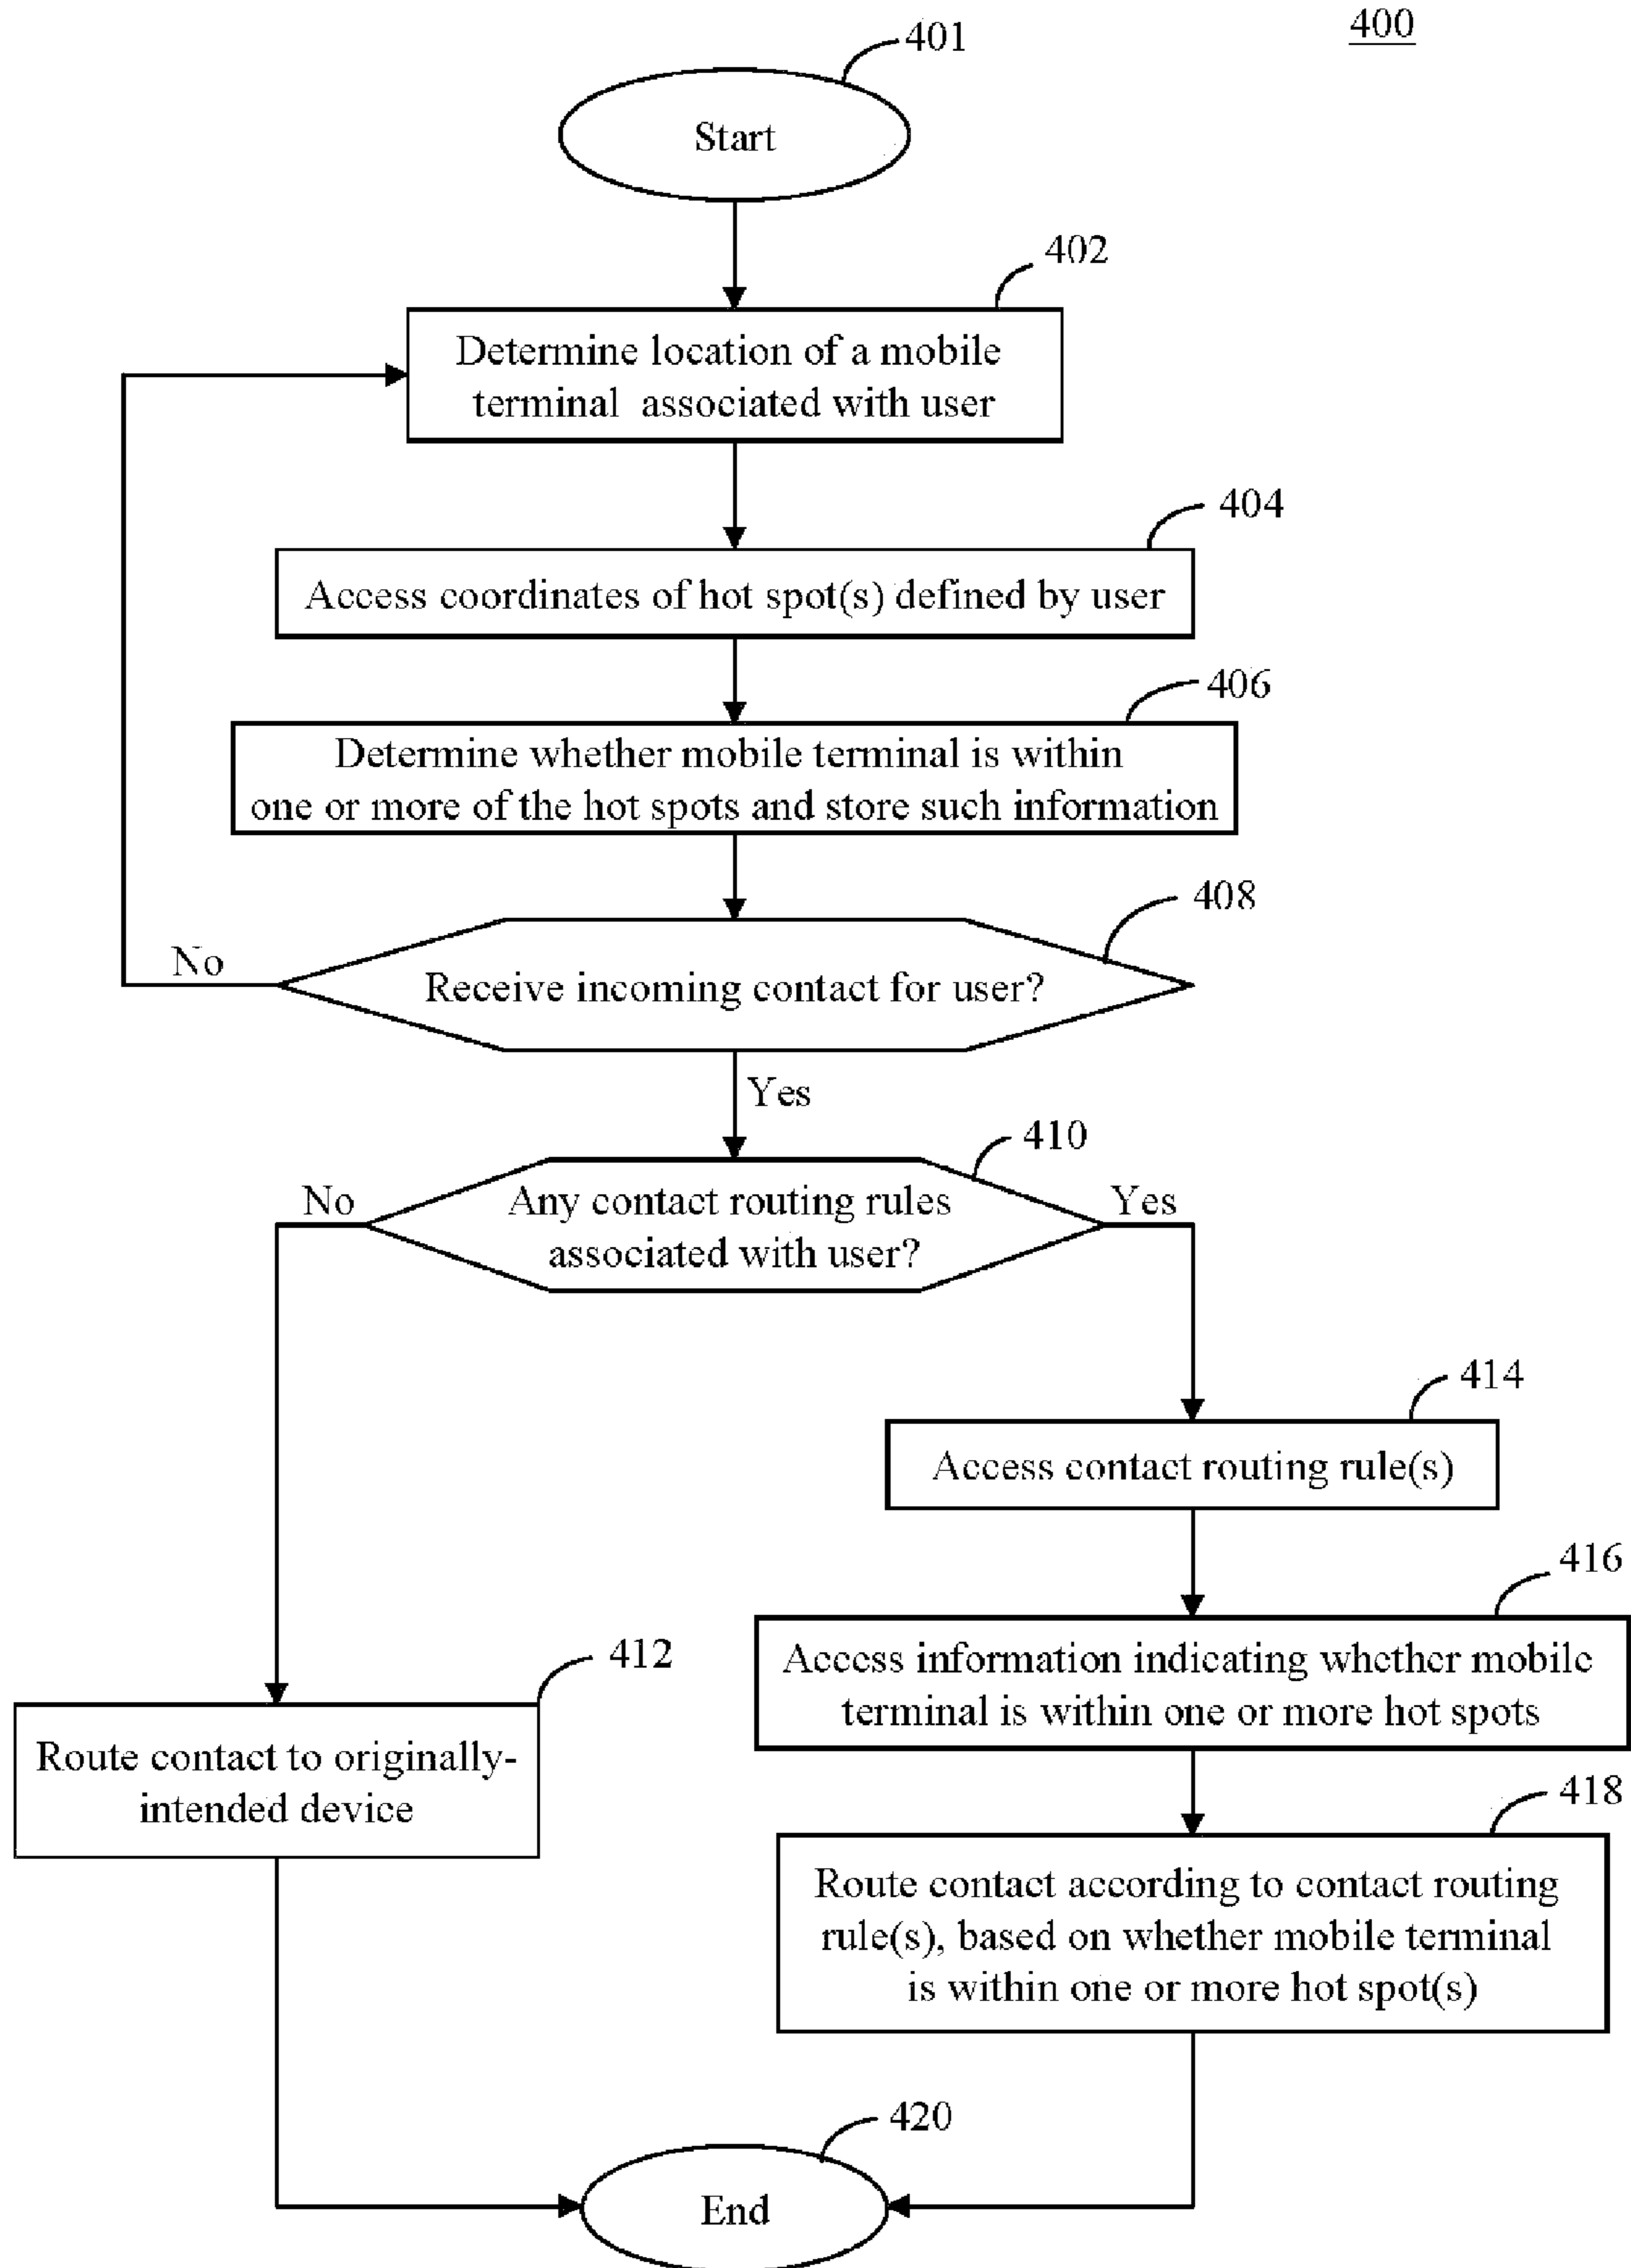 400
401
Start
402
Determine location of a mobile
terminal associated with user
404
Access coordinates of hot spot(s) defined by user
406
Determine whether mobile terminal is within
one or more of the hot spots and store such information
408
No
Receive incoming contact for user?
Yes
410
No
Any contact routing rules
associated with user?
Yes
414
Access contact routing rule(s)
416
Access information indicating whether mobile
terminal is within one or more hot spots
412
Route contact to originally-
intended device
418
Route contact according to contact routing
rule(s), based on whether mobile terminal
is within one or more hot spot(s)
420
End